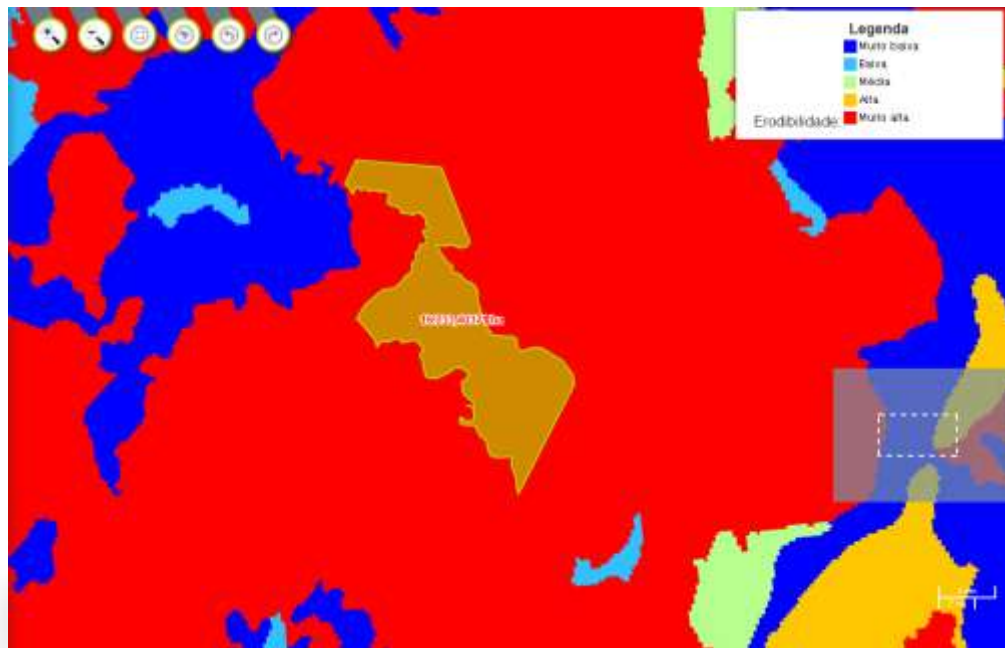 Legenda
Muito baixa
Baixa
Média
Alta
Erodibilidade: Muito alta